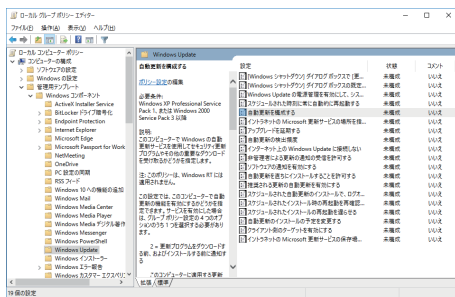 ローカル グループ ポリシー エディター
ファイル(F) 操作(A) 表示(V) ヘルプ(H)
ローカル コンピューター ポリシー
コンピューターの構成
ソフトウェアの設定
Windows の設定
管理用テンプレート
Windows コンポーネント
ActiveX Installer Service
BitLocker ドライブ暗号化
Endpoint Protection
Internet Explorer
Microsoft Edge
Microsoft Passport for Work
NetMeeting
OneDrive
PC 設定の同期
RSS フィード
Windows 10 への機能の追加
Windows Mail
Windows Media Center
Windows Media Player
Windows Media デジタル著作
Windows Messenger
Windows PowerShell
Windows Update
Windows インストーラー
Windows エラー報告
Windows カスタマー エクスペリエ
Windows Update
自動更新を構成する
ポリシー設定の編集
必要条件:
Windows XP Professional Service
Pack 1、または Windows 2000
Service Pack 3 以降
説明:
このコンピューターで Windows の自動
更新サービスを使用してセキュリティ更新
プログラムやその他の重要なダウンロード
を受け取るかどうかを指定します。
注: このポリシーは、Windows RT には
適用されません。
この設定では、このコンピューターで自動
更新の機能を有効にするかどうかを指
定できます。サービスを有効にした場合
は、グループ ポリシー設定の 4 つのオプ
ションのうち 1 つを選択する必要があり
ます。
2 = 更新プログラムをダウンロードす
る前、およびインストールする前に通知す
る
設定 状態 コメント
[Windows シャットダウン] ダイアログ ボックスで [更... 未構成 いいえ
[Windows シャットダウン] ダイアログ ボックスの既定... 未構成 いいえ
Windows Update の電源管理を有効にして、シス... 未構成 いいえ
スケジュールされた時刻に常に自動的に再起動する 未構成 いいえ
自動更新を構成する 未構成 いいえ
イントラネットの Microsoft 更新サービスの場所を指... 未構成 いいえ
アップグレードを延期する 未構成 いいえ
自動更新の検出頻度 未構成 いいえ
インターネット上の Windows Update に接続しない 未構成 いいえ
非管理者による更新の通知の受信を許可する 未構成 いいえ
ソフトウェアの通知を有効にする 未構成 いいえ
自動更新を直ちにインストールすることを許可する 未構成 いいえ
推奨される更新の自動更新を有効にする 未構成 いいえ
スケジュールされた自動更新のインストールで、ログオ... 未構成 いいえ
スケジュールされたインストール時の再起動を再確認... 未構成 いいえ
スケジュールされたインストールの再起動を遅らせる 未構成 いいえ
自動更新のインストールの予定を変更する 未構成 いいえ
クライアント側のターゲットを有効にする 未構成 いいえ
イントラネットの Microsoft 更新サービスの保存場... 未構成 いいえ
拡張 標準
19 個の設定